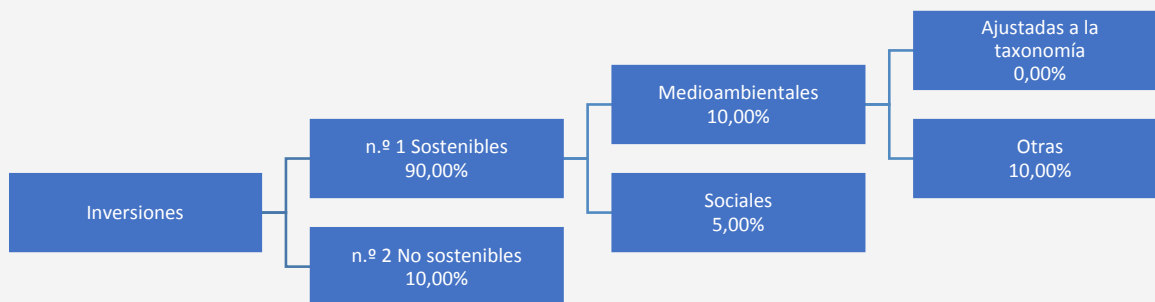 Inversiones
n.º 1 Sostenibles
90,00%
n.º 2 No sostenibles
10,00%
Medioambientales
10,00%
Sociales
5,00%
Ajustadas a la
taxonomía
0,00%
Otras
10,00%